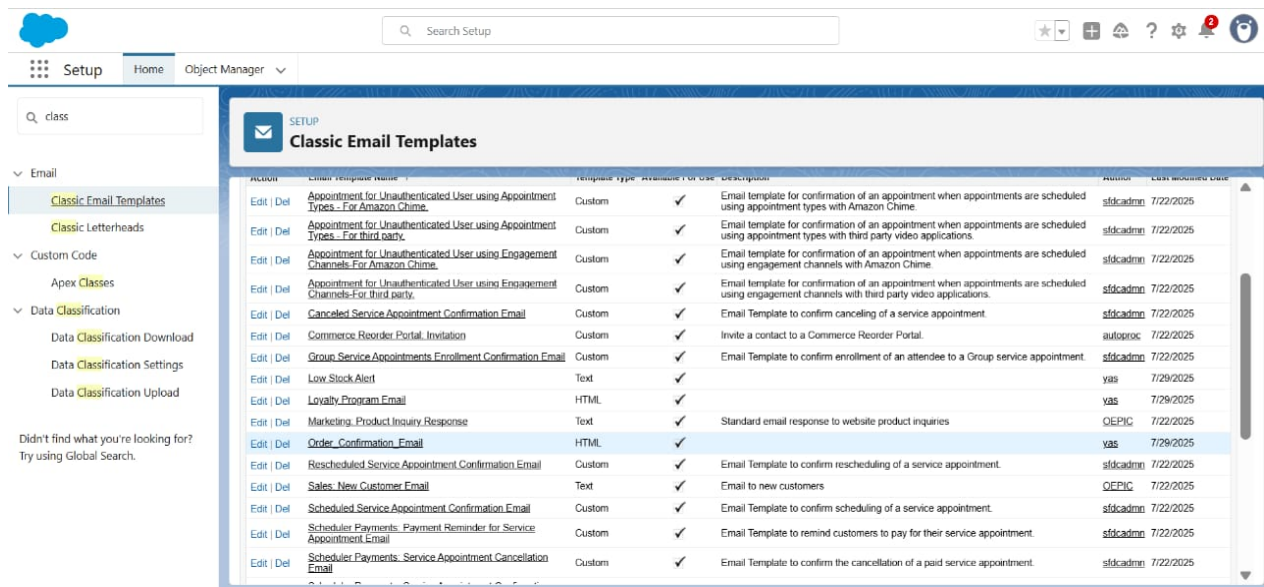 Search Setup
2
Setup
Home
Object Manager
class
Email
Classic Email Templates
Classic Letterheads
Custom Code
Apex Classes
Data Classification
Data Classification Download
Data Classification Settings
Data Classification Upload
Didn't find what you're looking for?
Try using Global Search.
SETUP
Classic Email Templates
Action Email Template Name Template Type Available For Use Description Author Last Modified Date
Edit | Del Appointment for Unauthenticated User using Appointment Types - For Amazon Chime. Custom Email template for confirmation of an appointment when appointments are scheduled using appointment types with Amazon Chime. sfdcadmn 7/22/2025
Edit | Del Appointment for Unauthenticated User using Appointment Types - For third party. Custom Email template for confirmation of an appointment when appointments are scheduled using appointment types with third party video applications. sfdcadmn 7/22/2025
Edit | Del Appointment for Unauthenticated User using Engagement Channels-For Amazon Chime. Custom Email template for confirmation of an appointment when appointments are scheduled using engagement channels with Amazon Chime. sfdcadmn 7/22/2025
Edit | Del Appointment for Unauthenticated User using Engagement Channels-For third party. Custom Email template for confirmation of an appointment when appointments are scheduled using engagement channels with third party video applications. sfdcadmn 7/22/2025
Edit | Del Canceled Service Appointment Confirmation Email Custom Email Template to confirm canceling of a service appointment. sfdcadmn 7/22/2025
Edit | Del Commerce Reorder Portal: Invitation Custom Invite a contact to a Commerce Reorder Portal. autoproc 7/22/2025
Edit | Del Group Service Appointments Enrollment Confirmation Email Custom Email Template to confirm enrollment of an attendee to a Group service appointment. sfdcadmn 7/22/2025
Edit | Del Low Stock Alert Text yas 7/29/2025
Edit | Del Loyalty Program Email HTML yas 7/29/2025
Edit | Del Marketing: Product Inquiry Response Text Standard email response to website product inquiries OEPIC 7/22/2025
Edit | Del Order_Confirmation_Email HTML yas 7/29/2025
Edit | Del Rescheduled Service Appointment Confirmation Email Custom Email Template to confirm rescheduling of a service appointment. sfdcadmn 7/22/2025
Edit | Del Sales: New Customer Email Text Email to new customers OEPIC 7/22/2025
Edit | Del Scheduled Service Appointment Confirmation Email Custom Email Template to confirm scheduling of a service appointment. sfdcadmn 7/22/2025
Edit | Del Scheduler Payments: Payment Reminder for Service Appointment Email Custom Email Template to remind customers to pay for their service appointment. sfdcadmn 7/22/2025
Edit | Del Scheduler Payments: Service Appointment Cancellation Email Custom Email Template to confirm the cancellation of a paid service appointment. sfdcadmn 7/22/2025